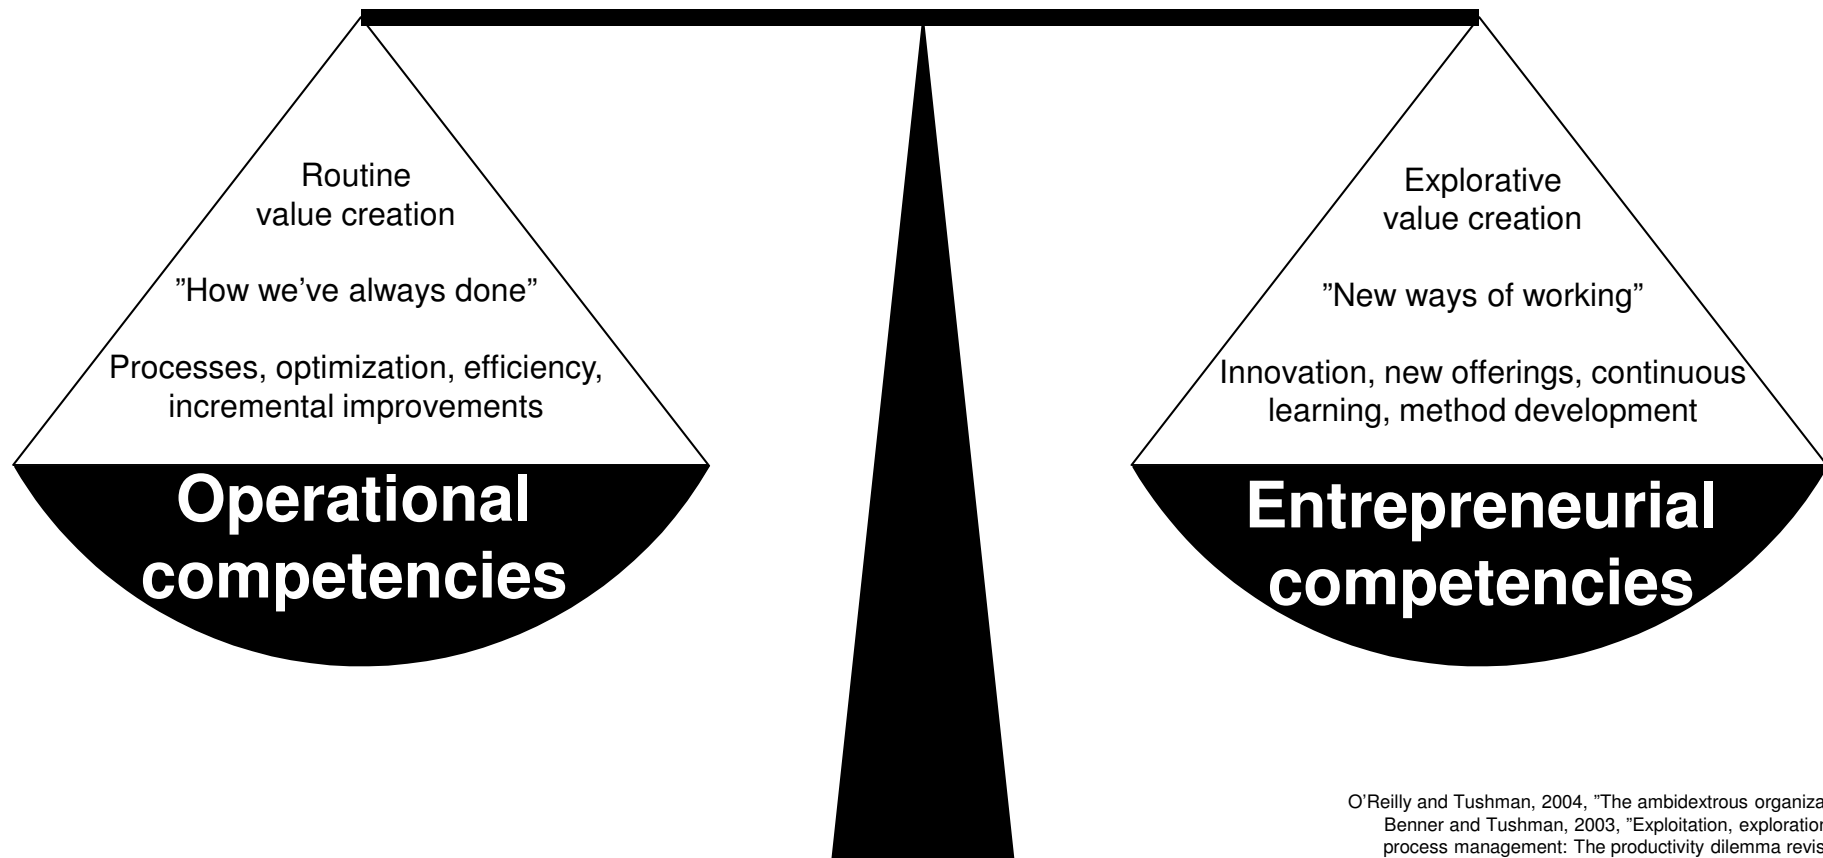 Routine
value creation
”How we’ve always done”
Processes, optimization, efficiency,
incremental improvements
Operational
competencies
Explorative
value creation
”New ways of working”
Innovation, new offerings, continuous
learning, method development
Entrepreneurial
competencies
O’Reilly and Tushman, 2004, ”The ambidextrous
Benner and Tushman, 2003, ”Exploitation, exploration
process management: The productivity dilemma